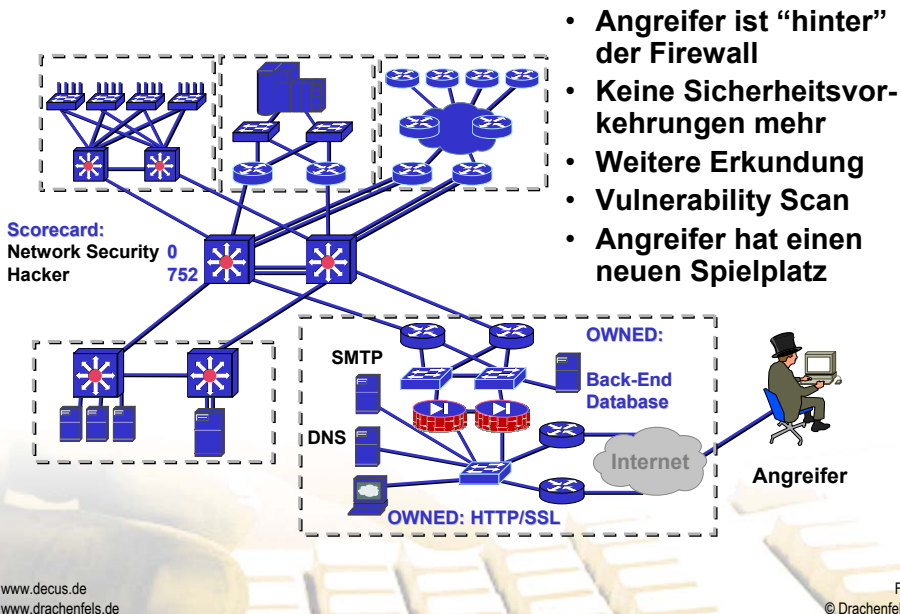 • Angreifer ist “hinter”
der Firewall
• Keine Sicherheitsvor-
kehrungen mehr
• Weitere Erkundung
• Vulnerability Scan
• Angreifer hat einen
neuen Spielplatz
Scorecard:
Network Security 0
Hacker 752
SMTP
OWNED:
Back-End
Database
DNS
Internet
Angreifer
OWNED: HTTP/SSL
www.decus.de
www.drachenfels.de
F
© Drachenfel